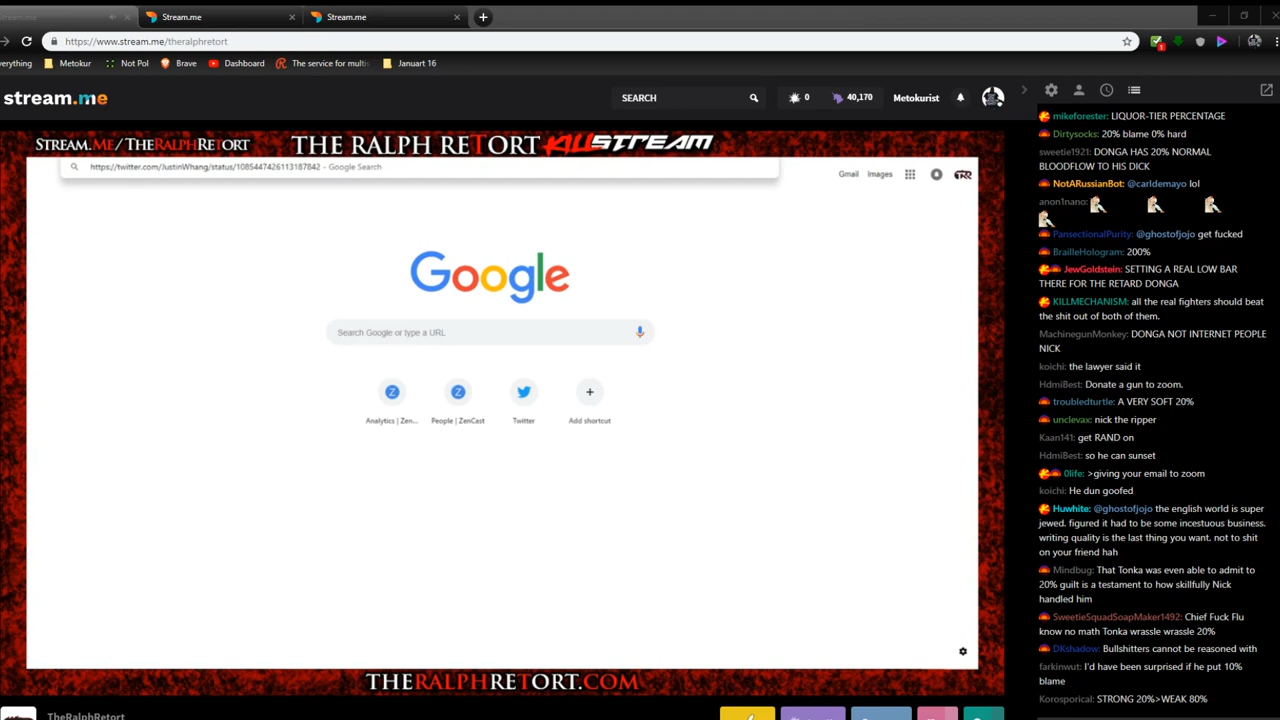 Stream.me
Stream.me
Stream.me
https://www.stream.me/theralphretort
1
erything
Metokur
Not Pol
Brave
Dashboard
The service for multi
Januart 16
stream.me
SEARCH
0
40,170
Metokurist
STREAM.ME/THERALPHRETORT
THE RALPH RETORT KILLSTREAM
https://twitter.com/JustinWhang/status/1085447426113187842 - Google Search
Gmail
Images
TRR
Google
Search Google or type a URL
Analytics | Zen...
People | ZenCast
Twitter
Add shortcut
THERALPHRETORT.COM
TheRalphRetort
mikeforester: LIQUOR-TIER PERCENTAGE
Dirtysocks: 20% blame 0% hard
sweetie1921: DONGA HAS 20% NORMAL
BLOODFLOW TO HIS DICK
NotARussianBot: @carldemayo lol
anon1nano:
PansectionalPurity: @ghostofjojo get fucked
BrailleHologram: 200%
JewGoldstein: SETTING A REAL LOW BAR
THERE FOR THE RETARD DONGA
KILLMECHANISM: all the real fighters should beat
the shit out of both of them.
MachinegunMonkey: DONGA NOT INTERNET PEOPLE
NICK
koichi: the lawyer said it
HdmiBest: Donate a gun to zoom.
troubledturtle: A VERY SOFT 20%
unclevax: nick the ripper
Kaan141: get RAND on
HdmiBest: so he can sunset
0life: >giving your email to zoom
koichi: He dun goofed
Huwhite: @ghostofjojo the english world is super
jewed. figured it had to be some incestuous business.
writing quality is the last thing you want. not to shit
on your friend hah
Mindbug: That Tonka was even able to admit to
20% guilt is a testament to how skillfully Nick
handled him
SweetieSquadSoapMaker1492: Chief Fuck Flu
know no math Tonka wrassle wrassle 20%
DKshadow: Bullshitters cannot be reasoned with
farkinwut: I'd have been surprised if he put 10%
blame
Korosporical: STRONG 20%>WEAK 80%